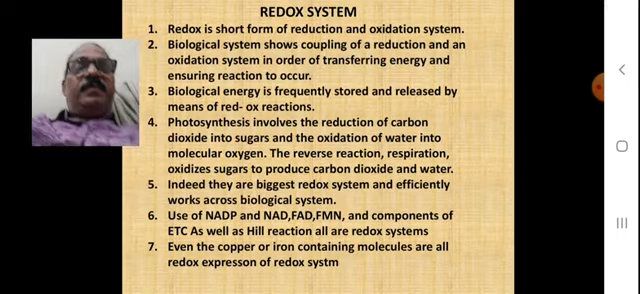 REDOX SYSTEM
1. Redox is short form of reduction and oxidation system.
2. Biological system shows coupling of a reduction and an
oxidation system in order of transferring energy and
ensuring reaction to occur.
3. Biological energy is frequently stored and released by
means of red- ox reactions.
4. Photosynthesis involves the reduction of carbon
dioxide into sugars and the oxidation of water into
molecular oxygen. The reverse reaction, respiration,
oxidizes sugars to produce carbon dioxide and water.
5. Indeed they are biggest redox system and efficiently
works across biological system.
6. Use of NADP and NAD,FAD,FMN, and components of
ETC As well as Hill reaction all are redox systems
7. Even the copper or iron containing molecules are all
redox expresson of redox systm